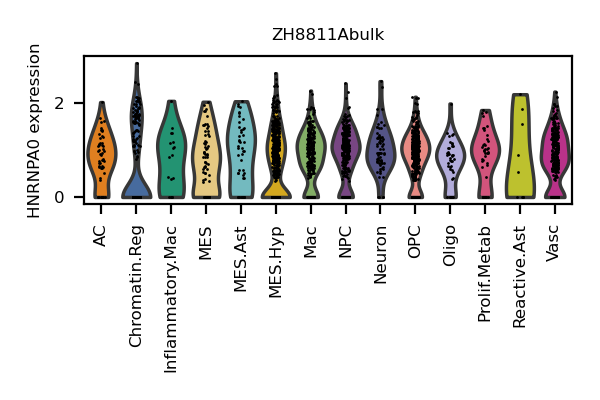 ZH8811Abulk
HNRNPA0 expression
2
0
AC
Chromatin.Reg
Inflammatory.Mac
MES
MES.Ast
MES.Hyp
Mac
NPC
Neuron
OPC
Oligo
Prolif.Metab
Reactive.Ast
Vasc